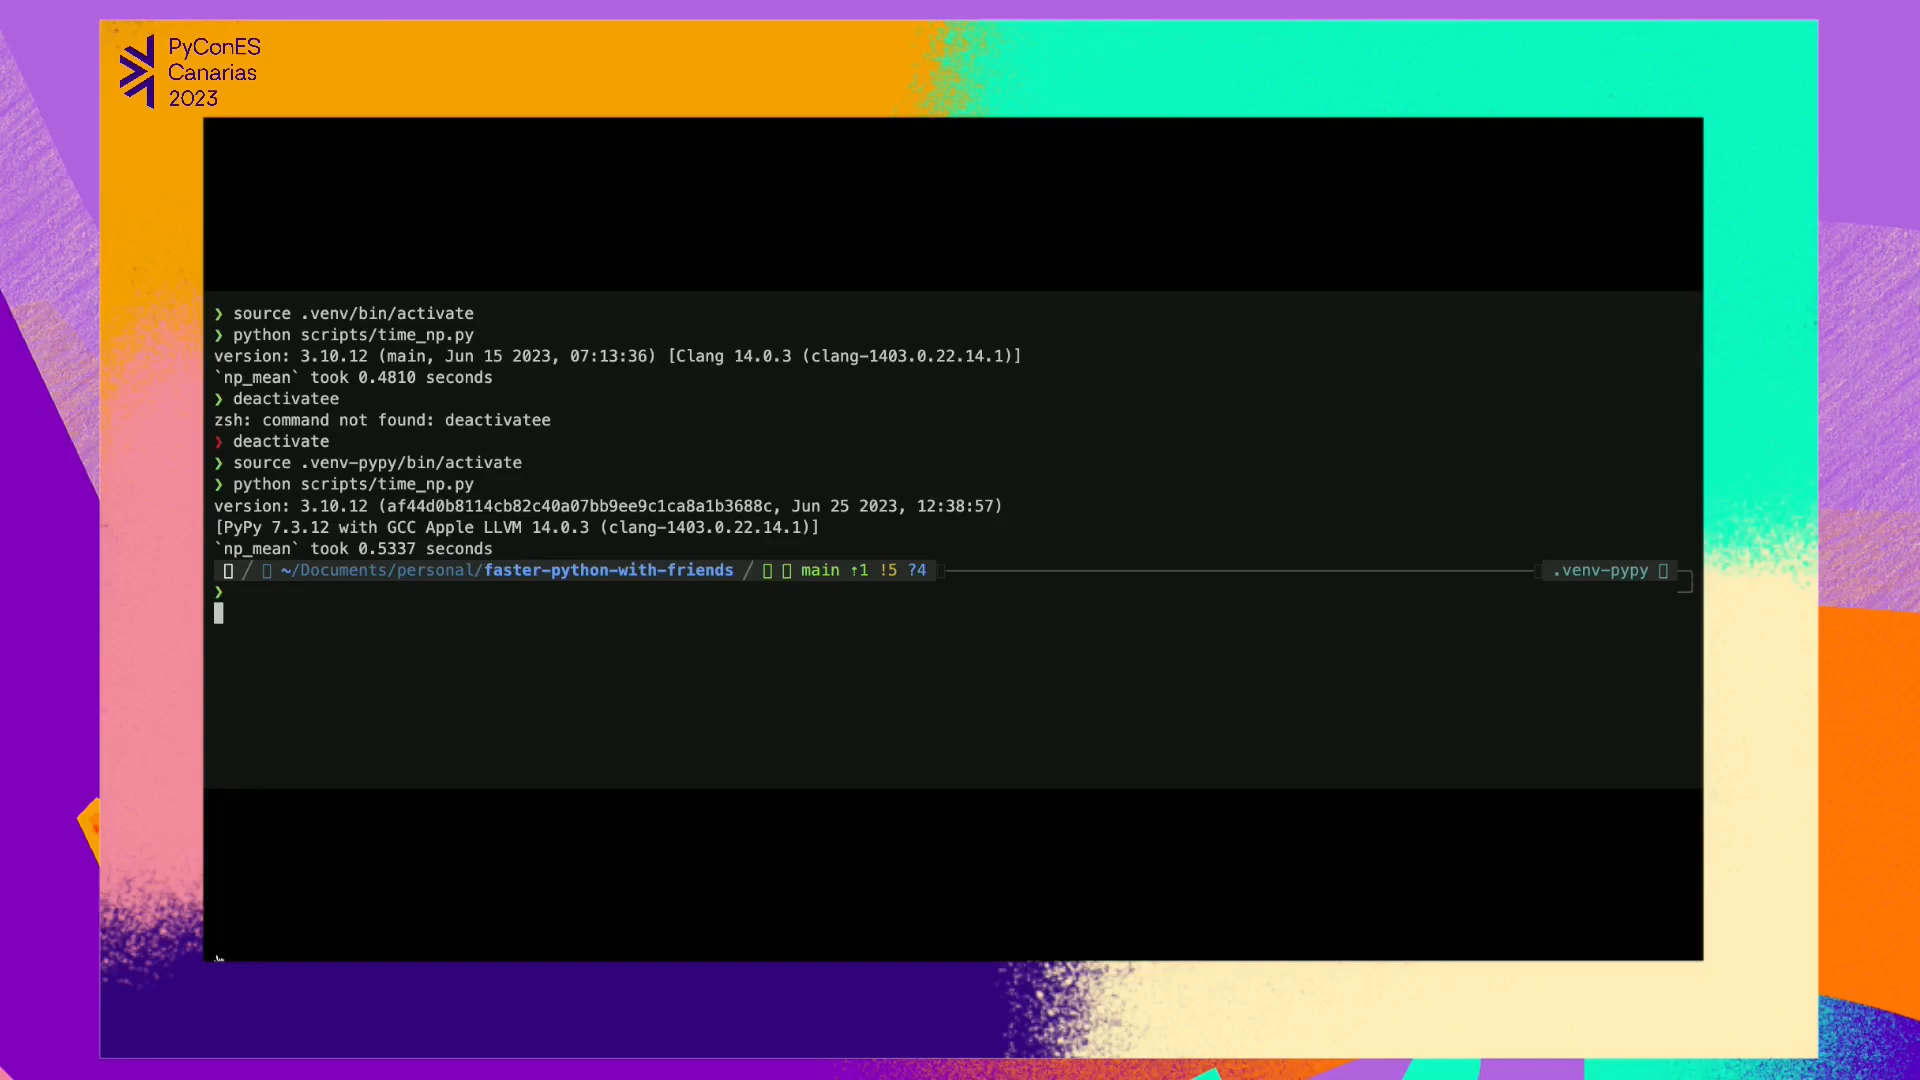 PyConES
Canarias
2023
❯ source .venv/bin/activate
❯ python scripts/time_np.py
version: 3.10.12 (main, Jun 15 2023, 07:13:36) [Clang 14.0.3 (clang-1403.0.22.14.1)]
`np_mean` took 0.4810 seconds
❯ deactivatee
zsh: command not found: deactivatee
❯ deactivate
❯ source .venv-pypy/bin/activate
❯ python scripts/time_np.py
version: 3.10.12 (af44d0b8114cb82c40a07bb9ee9c1ca8a1b3688c, Jun 25 2023, 12:38:57)
[PyPy 7.3.12 with GCC Apple LLVM 14.0.3 (clang-1403.0.22.14.1)]
`np_mean` took 0.5337 seconds
/ ~/Documents/personal/faster-python-with-friends / main ⇡1 !5 ?4 .venv-pypy
❯